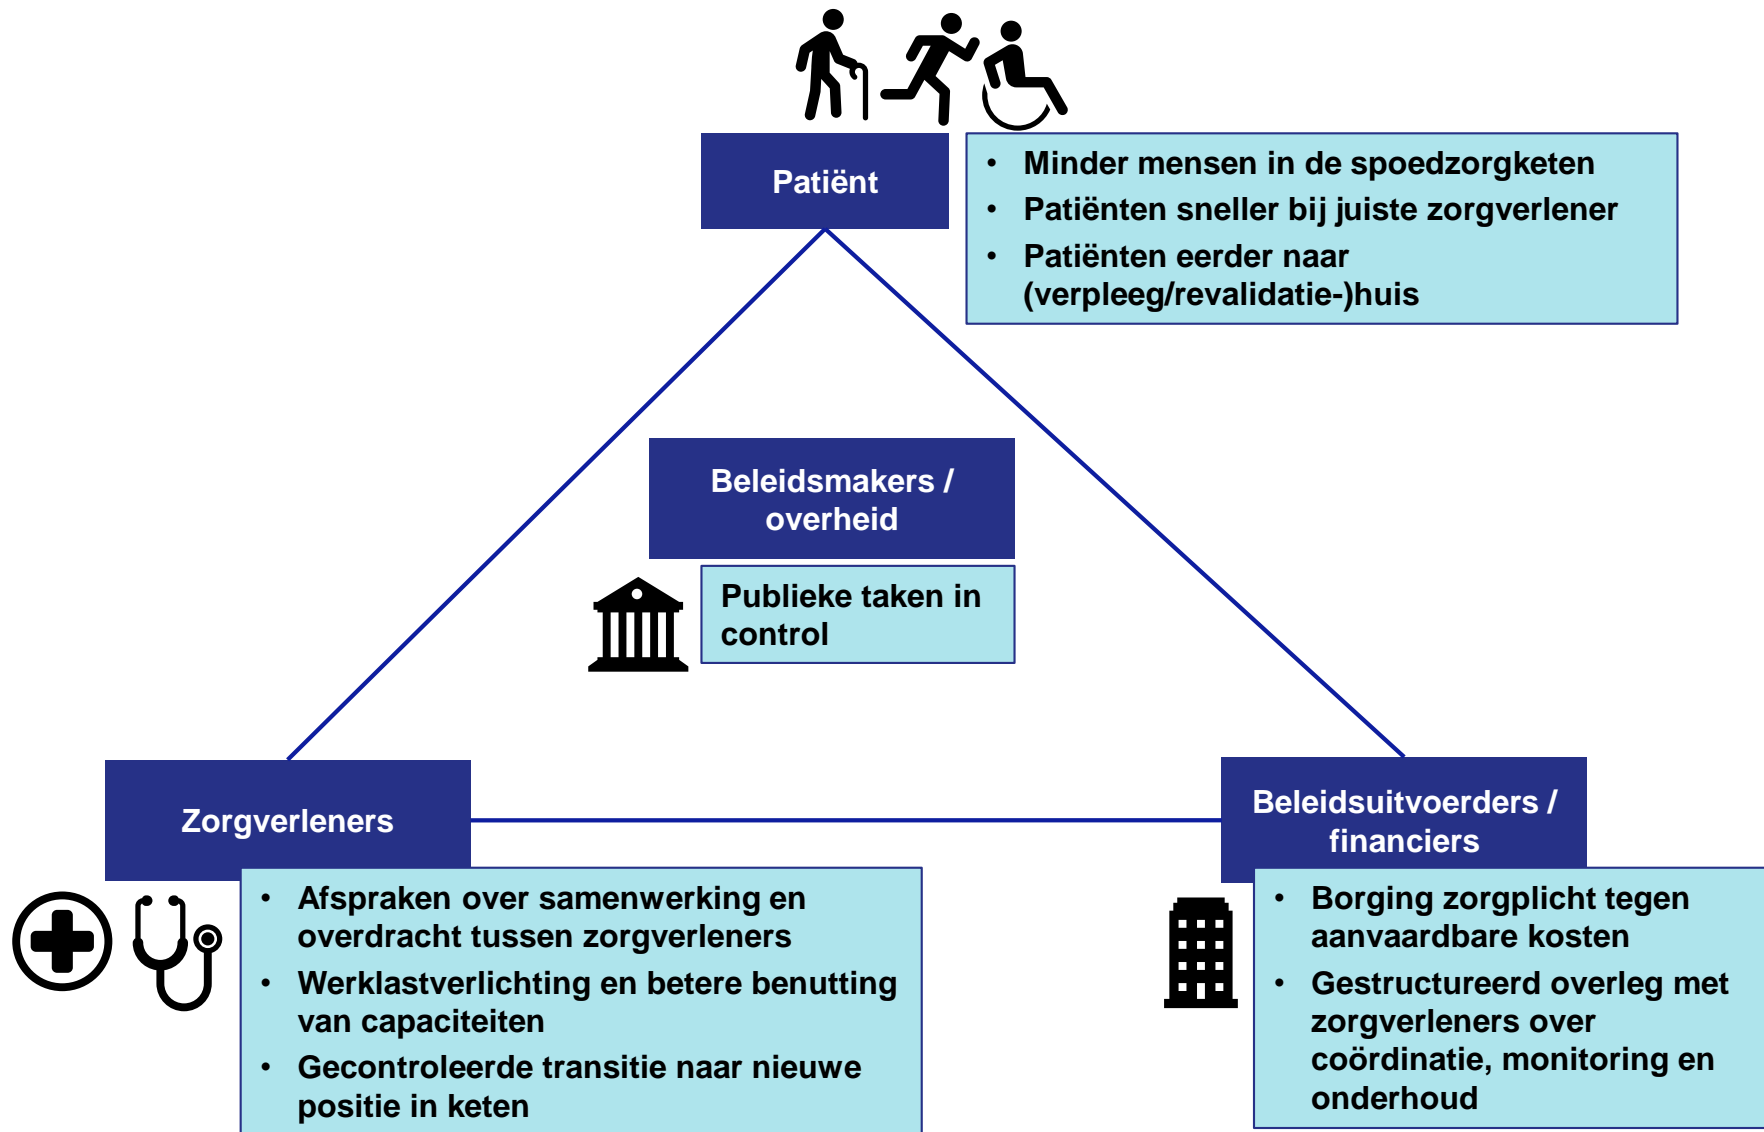 Patiënt
• Minder mensen in de spoedzorgketen
• Patiënten sneller bij juiste zorgverlener
• Patiënten eerder naar
(verpleeg/revalidatie-)huis
Beleidsmakers /
overheid
Publieke taken in
control
Zorgverleners
• Afspraken over samenwerking en
overdracht tussen zorgverleners
• Werklastverlichting en betere benutting
van capaciteiten
• Gecontroleerde transitie naar nieuwe
positie in keten
Beleidsuitvoerders /
financiers
• Borging zorgplicht tegen
aanvaardbare kosten
• Gestructureerd overleg met
zorgverleners over
coördinatie, monitoring en
onderhoud